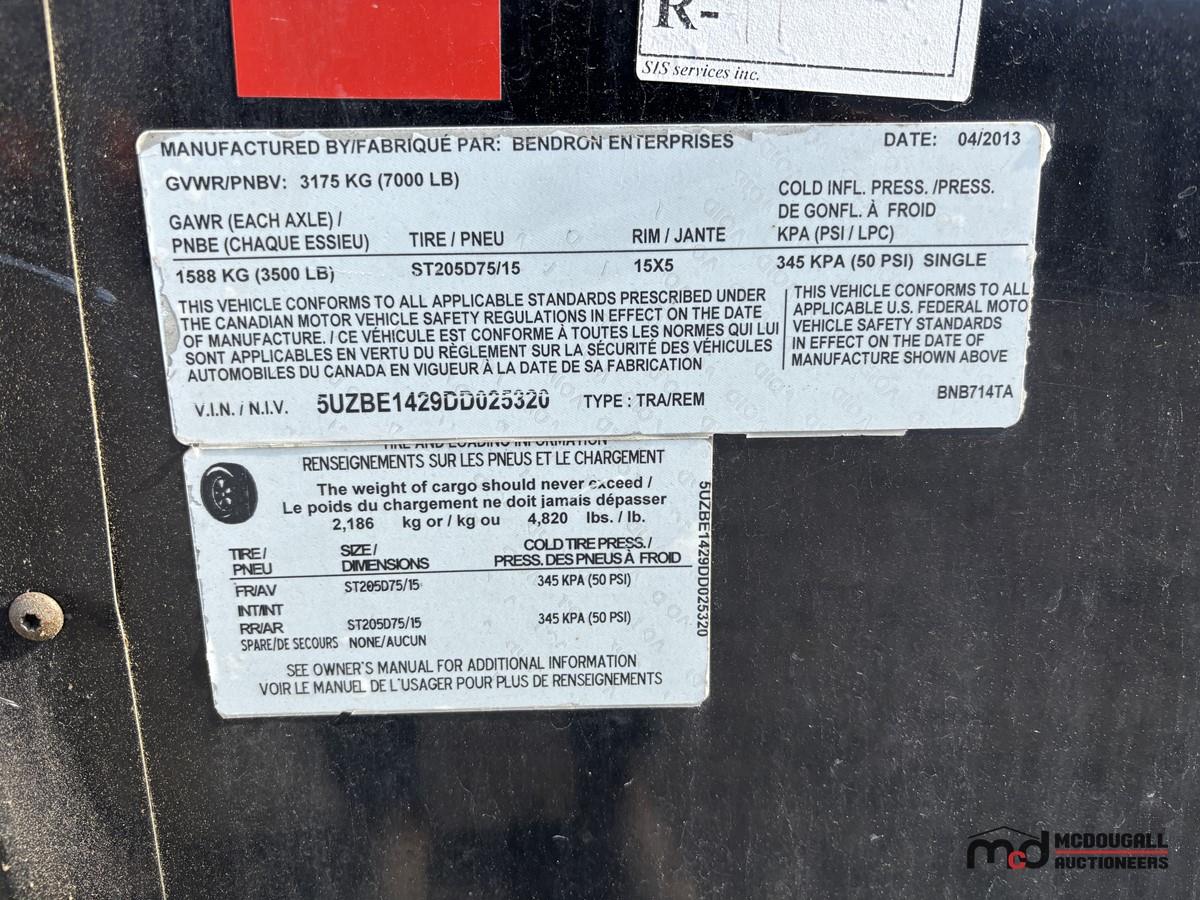 R-
SIS services inc.
MANUFACTURED BY/FABRIQUÉ PAR: BENDRON ENTERPRISES DATE: 04/2013
GVWR/PNBV: 3175 KG (7000 LB)
COLD INFL. PRESS. /PRESS.
DE GONFL. À FROID
KPA (PSI / LPC)
GAWR (EACH AXLE) /
PNBE (CHAQUE ESSIEU) TIRE / PNEU RIM / JANTE
1588 KG (3500 LB) ST205D75/15 15X5 345 KPA (50 PSI) SINGLE
THIS VEHICLE CONFORMS TO ALL APPLICABLE STANDARDS PRESCRIBED UNDER
THE CANADIAN MOTOR VEHICLE SAFETY REGULATIONS IN EFFECT ON THE DATE
OF MANUFACTURE. / CE VÉHICULE EST CONFORME À TOUTES LES NORMES QUI LUI
SONT APPLICABLES EN VERTU DU RÈGLEMENT SUR LA SÉCURITÉ DES VÉHICULES
AUTOMOBILES DU CANADA EN VIGUEUR À LA DATE DE SA FABRICATION
THIS VEHICLE CONFORMS TO ALL
APPLICABLE U.S. FEDERAL MOTO
VEHICLE SAFETY STANDARDS
IN EFFECT ON THE DATE OF
MANUFACTURE SHOWN ABOVE
V.I.N. / N.I.V. 5UZBE1429DD025320 TYPE : TRA/REM BNB714TA
TIRE AND LOADING INFORMATION
RENSEIGNEMENTS SUR LES PNEUS ET LE CHARGEMENT
The weight of cargo should never exceed /
Le poids du chargement ne doit jamais dépasser
2,186 kg or / kg ou 4,820 lbs. / lb.
TIRE / SIZE / COLD TIRE PRESS. /
PNEU DIMENSIONS PRESS. DES PNEUS À FROID
FR/AV ST205D75/15 345 KPA (50 PSI)
INT/INT
RR/AR ST205D75/15 345 KPA (50 PSI)
SPARE/DE SECOURS NONE/AUCUN
SEE OWNER'S MANUAL FOR ADDITIONAL INFORMATION
VOIR LE MANUEL DE L'USAGER POUR PLUS DE RENSEIGNEMENTS
5UZBE1429DD025320
mcd MCDOUGALL
AUCTIONEERS